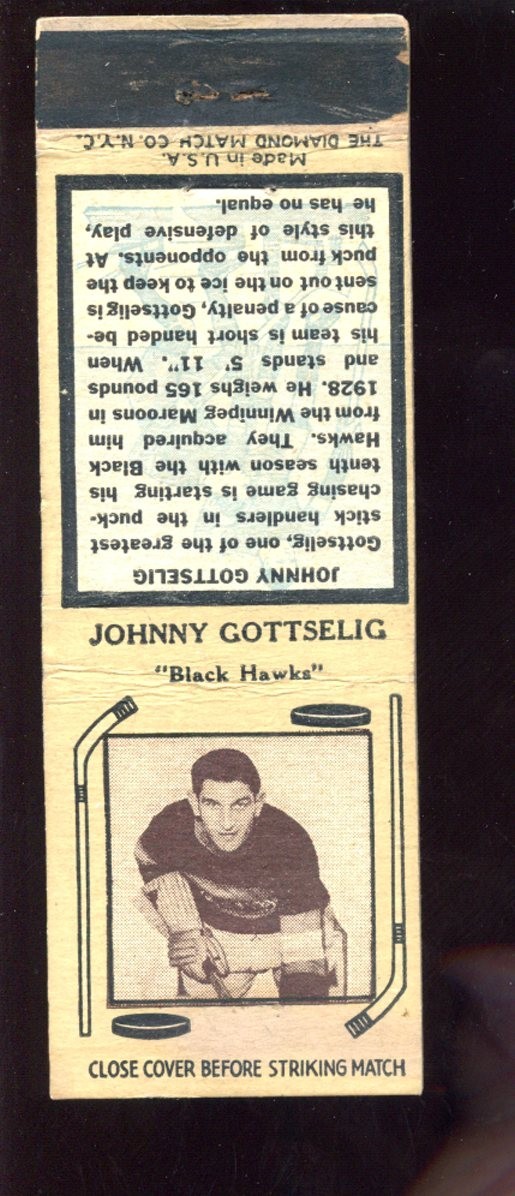 JOHNNY GOTTSELIG
"Black Hawks"
CLOSE COVER BEFORE STRIKING MATCH
JOHNNY GOTTSELIG
Gottselig, one of the greatest
stick handlers in the puck-
chasing game is starting his
tenth season with the Black
Hawks. They acquired him
from the Winnipeg Maroons in
1928. He weighs 165 pounds
and stands 5' 11". When
his team is short handed be-
cause of a penalty, Gottselig is
sent out on the ice to keep the
puck from the opponents. At
this style of defensive play,
he has no equal.
Made in U.S.A.
THE DIAMOND MATCH CO. N.Y.C.